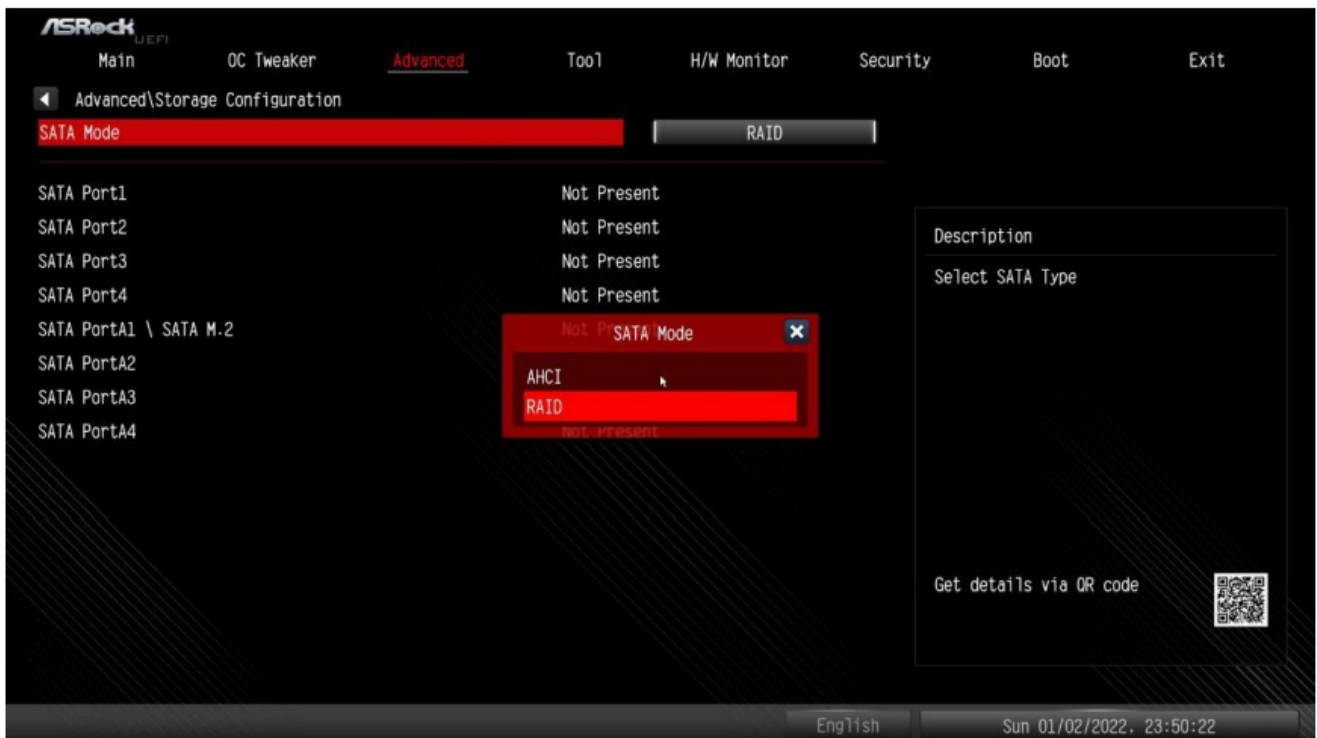 ASRock UEFI
Main OC Tweaker Advanced Tool H/W Monitor Security Boot Exit
Advanced\Storage Configuration
SATA Mode RAID
SATA Port1 Not Present
SATA Port2 Not Present
SATA Port3 Not Present
SATA Port4 Not Present
SATA PortA1 \ SATA M.2
SATA PortA2
SATA PortA3
SATA PortA4 Not Present
SATA Mode
AHCI
RAID
Description
Select SATA Type
Get details via QR code
English Sun 01/02/2022, 23:50:22